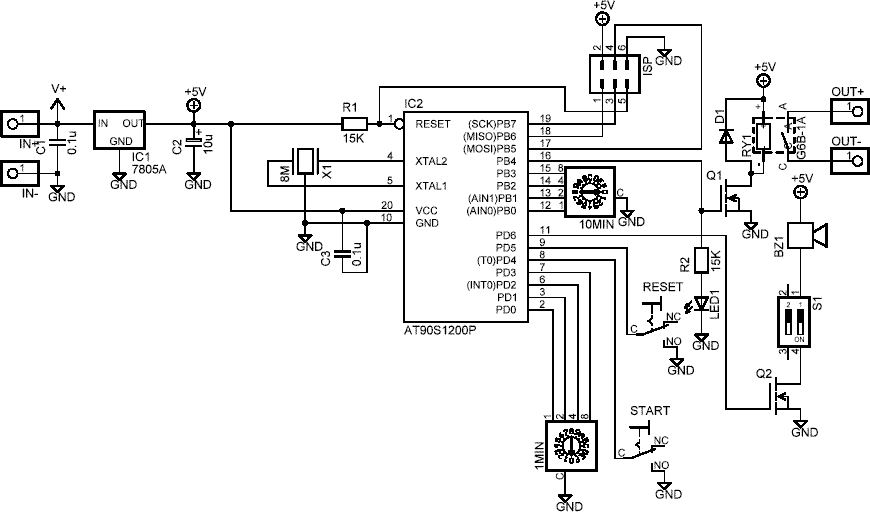 +5V
2 4 6
GND
ISP
1 3 5
+5V
V+
+5V
D1
OUT+
1
IN+
1
C1
0.1u
IN OUT
GND
IC1
7805A
C2
+
10u
R1
15K
IC2
1 RESET
(SCK)PB7 19
(MISO)PB6 18
(MOSI)PB5 17
RY1
+
-
A
A
C
C
G6B-1A
OUT-
1
IN-
1
GND
GND
GND
8M
X1
4 XTAL2
5 XTAL1
PB4 16
PB3 15 8
PB2 14 4
(AIN1)PB1 13 2
(AIN0)PB0 12 1
C
10MIN
GND
Q1
GND
+5V
20 VCC
10 GND
GND
C3
0.1u
PD6 11
PD5 9
(T0)PD4 8
PD3 7
(INT0)PD2 6
PD1 3
PD0 2
AT90S1200P
R2
15K
LED1
GND
BZ1
RESET
NC
C
NO
GND
2 1
2 1
ON
S1
3 4
Q2
GND
1 2 4 8
1MIN
C
GND
START
NC
C
NO
GND